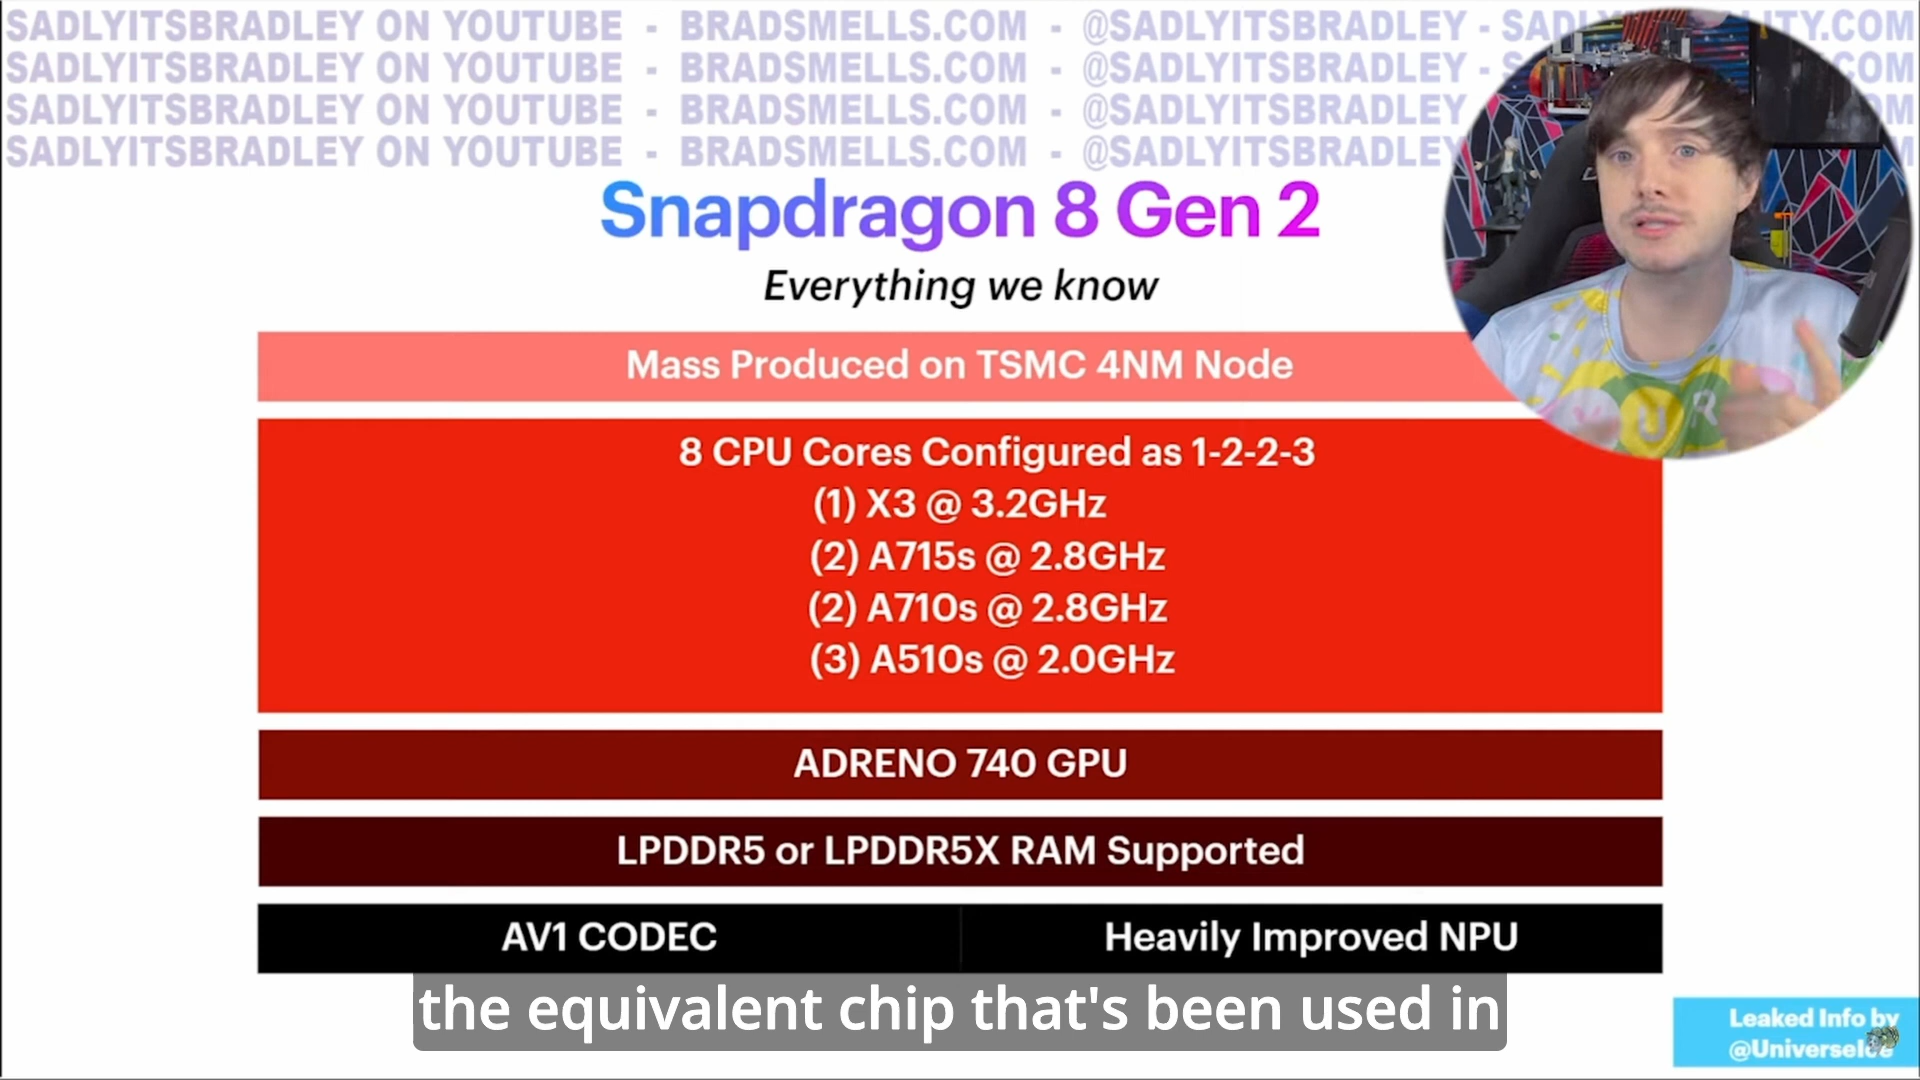 SADLYITSBRADLEY ON YOUTUBE - BRADSMELLS.COM - @SADLYITSBRADLEY - 
SADLYITSBRADLEY ON YOUTUBE - BRADSMELLS.COM - @SADLYITSBRADLEY - 
SADLYITSBRADLEY ON YOUTUBE - BRADSMELLS.COM - @SADLYITSBRADLEY
SADLYITSBRADLEY ON YOUTUBE - BRADSMELLS.COM - @SADLYITSBRADLEY
Snapdragon 8 Gen 2
Everything we know
Mass Produced on TSMC 4NM Node
8 CPU Cores Configured as 1-2-2-3
(1) X3 @ 3.2GHz
(2) A715s @ 2.8GHz
(2) A710s @ 2.8GHz
(3) A510s @ 2.0GHz
ADRENO 740 GPU
LPDDR5 or LPDDR5X RAM Supported
AV1 CODEC
Heavily Improved NPU
the equivalent chip that's been used in
Leaked Info by
@UniverseIce